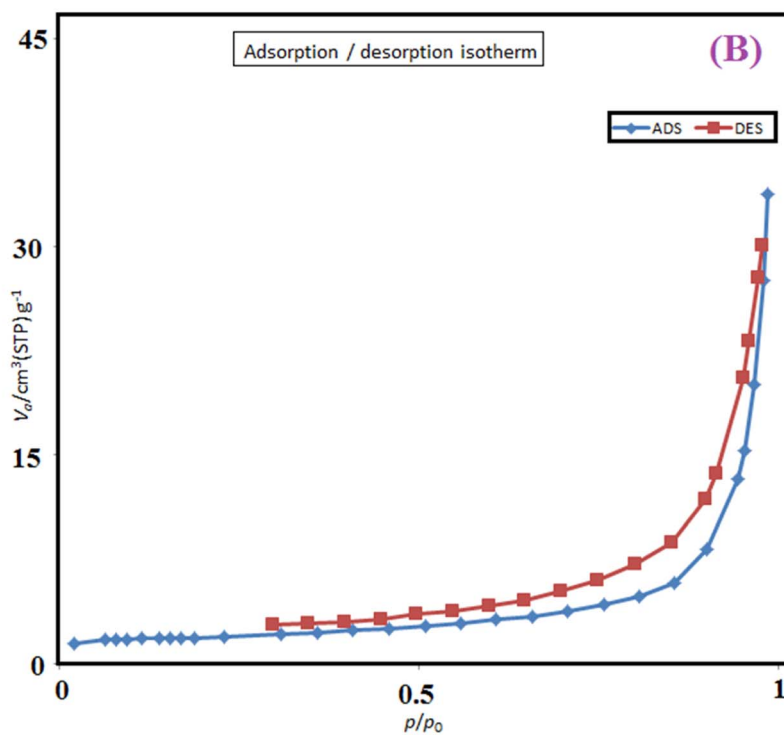 45
Adsorption / desorption isotherm
(B)
ADS DES
30
Va/cm³(STP) g⁻¹
15
0
0 0.5 1
p/p₀